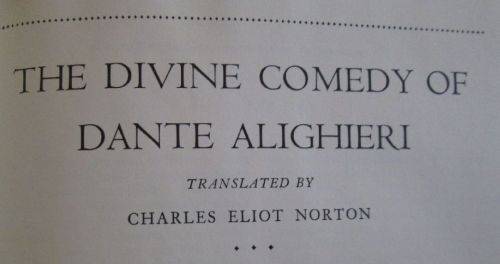 THE DIVINE COMEDY OF
DANTE ALIGHIERI
TRANSLATED BY
CHARLES ELIOT NORTON